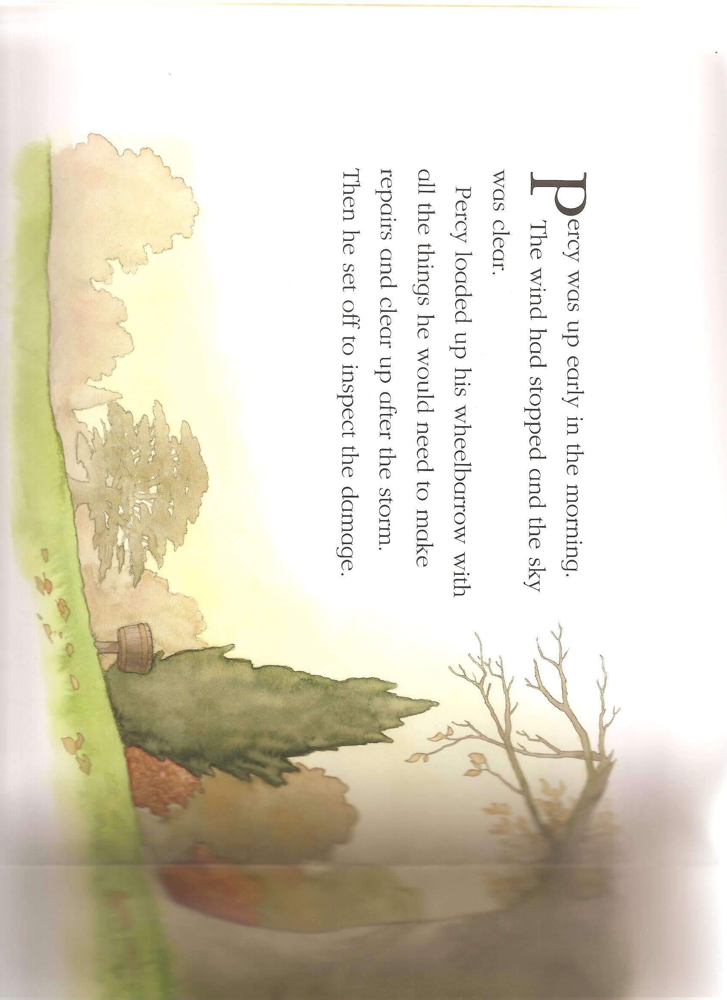 Percy was up early in the morning.
The wind had stopped and the sky
was clear.
Percy loaded up his wheelbarrow with
all the things he would need to make
repairs and clear up after the storm.
Then he set off to inspect the damage.